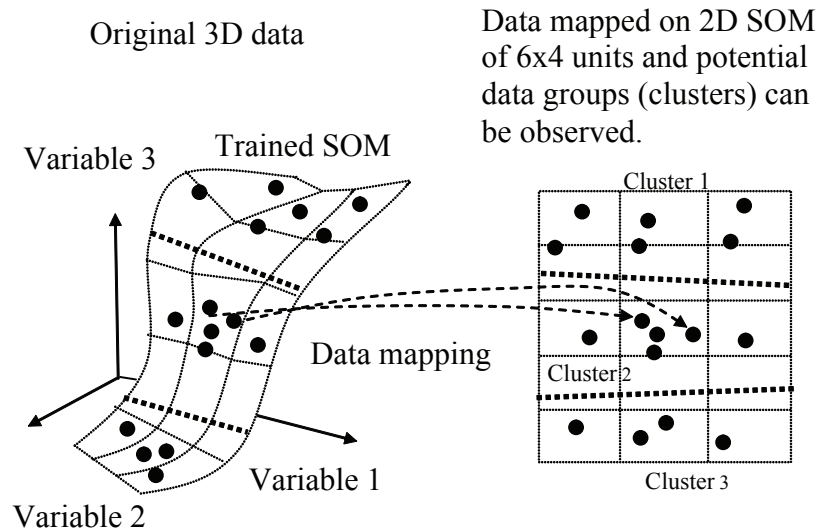 Original 3D data
Data mapped on 2D SOM
of 6x4 units and potential
data groups (clusters) can
be observed.
Variable 3
Trained SOM
Cluster 1
Data mapping
Cluster 2
Variable 1
Cluster 3
Variable 2